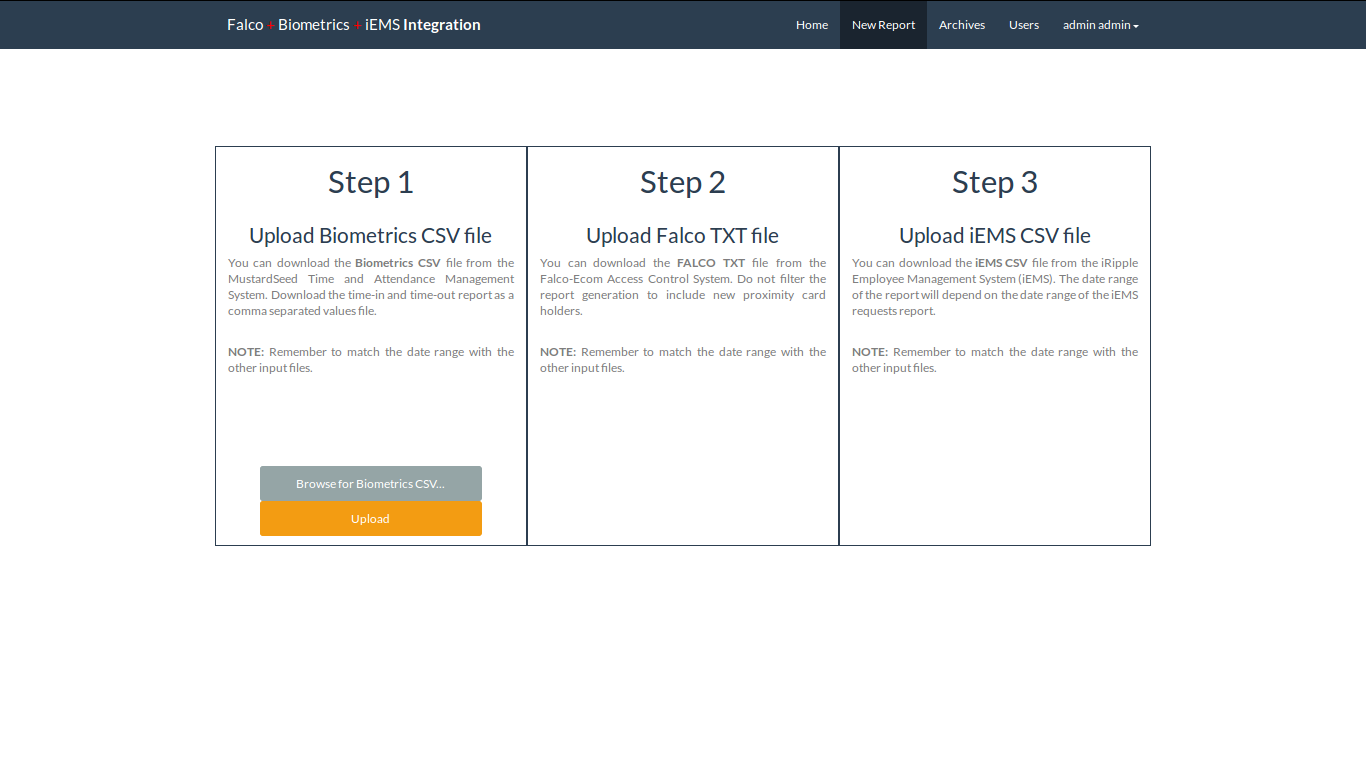 Falco + Biometrics + iEMS Integration
Home New Report Archives Users admin admin
Step 1
Upload Biometrics CSV file
You can download the Biometrics CSV file from the
MustardSeed Time and Attendance Management
System. Download the time-in and time-out report as a
comma separated values file.
NOTE: Remember to match the date range with the
other input files.
Browse for Biometrics CSV...
Upload
Step 2
Upload Falco TXT file
You can download the FALCO TXT file from the
Falco-Ecom Access Control System. Do not filter the
report generation to include new proximity card
holders.
NOTE: Remember to match the date range with the
other input files.
Step 3
Upload iEMS CSV file
You can download the iEMS CSV file from the iRipple
Employee Management System (iEMS). The date range
of the report will depend on the date range of the iEMS
requests report.
NOTE: Remember to match the date range with the
other input files.